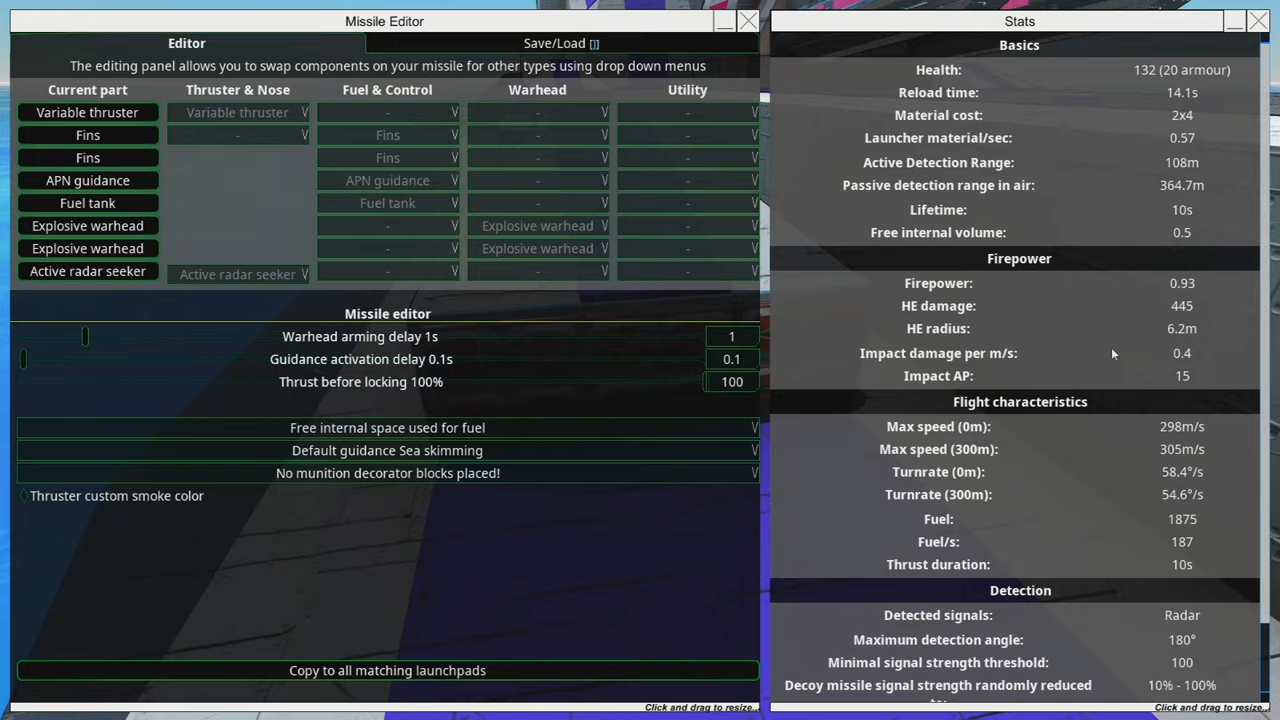 Missile Editor
Editor Save/Load []]
The editing panel allows you to swap components on your missile for other types using drop down menus
Current part Thruster & Nose Fuel & Control Warhead Utility
Variable thruster Variable thruster V - V - V - V
Fins - V Fins V - V - V
Fins Fins V - V - V
APN guidance APN guidance V - V - V
Fuel tank Fuel tank V - V - V
Explosive warhead - V Explosive warhead V - V
Explosive warhead - V Explosive warhead V - V
Active radar seeker Active radar seeker V - V - V - V
Missile editor
Warhead arming delay 1s 1
Guidance activation delay 0.1s 0.1
Thrust before locking 100% 100
Free internal space used for fuel V
Default guidance Sea skimming V
No munition decorator blocks placed! V
Thruster custom smoke color
Copy to all matching launchpads
Click and drag to resize...
Stats
Basics
Health: 132 (20 armour)
Reload time: 14.1s
Material cost: 2x4
Launcher material/sec: 0.57
Active Detection Range: 108m
Passive detection range in air: 364.7m
Lifetime: 10s
Free internal volume: 0.5
Firepower
Firepower: 0.93
HE damage: 445
HE radius: 6.2m
Impact damage per m/s: 0.4
Impact AP: 15
Flight characteristics
Max speed (0m): 298m/s
Max speed (300m): 305m/s
Turnrate (0m): 58.4°/s
Turnrate (300m): 54.6°/s
Fuel: 1875
Fuel/s: 187
Thrust duration: 10s
Detection
Detected signals: Radar
Maximum detection angle: 180°
Minimal signal strength threshold: 100
Decoy missile signal strength randomly reduced 10% - 100%
Click and drag to resize...